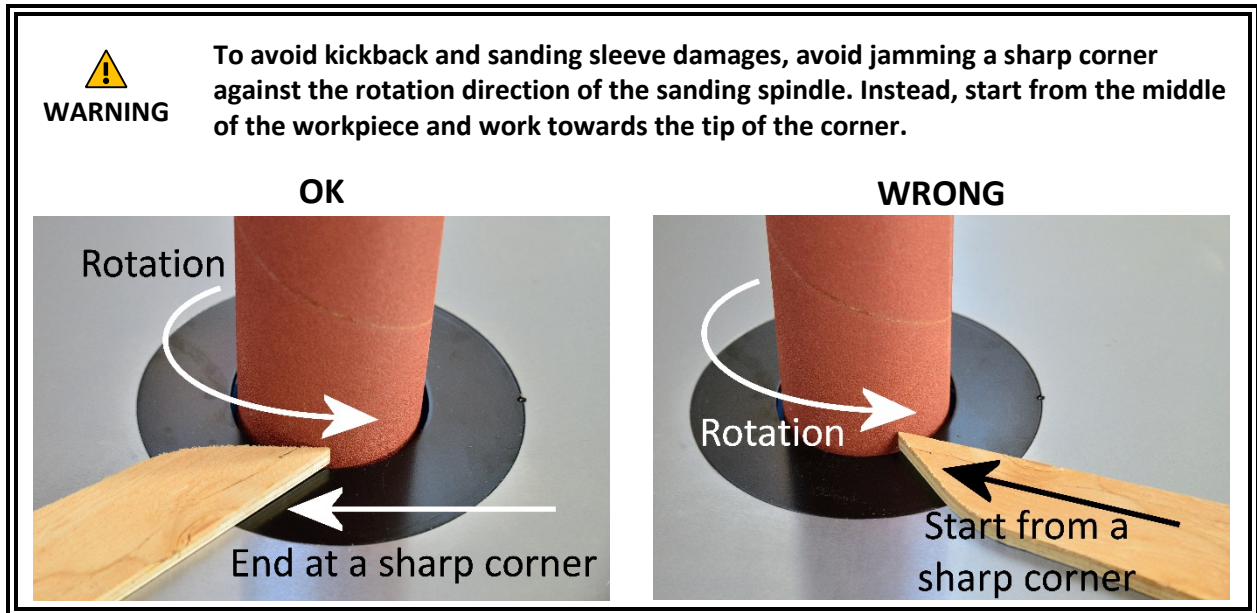 To avoid kickback and sanding sleeve damages, avoid jamming a sharp corner
against the rotation direction of the sanding spindle. Instead, start from the middle
of the workpiece and work towards the tip of the corner.
WARNING
OK
WRONG
Rotation
End at a sharp corner
Rotation
Start from a
sharp corner